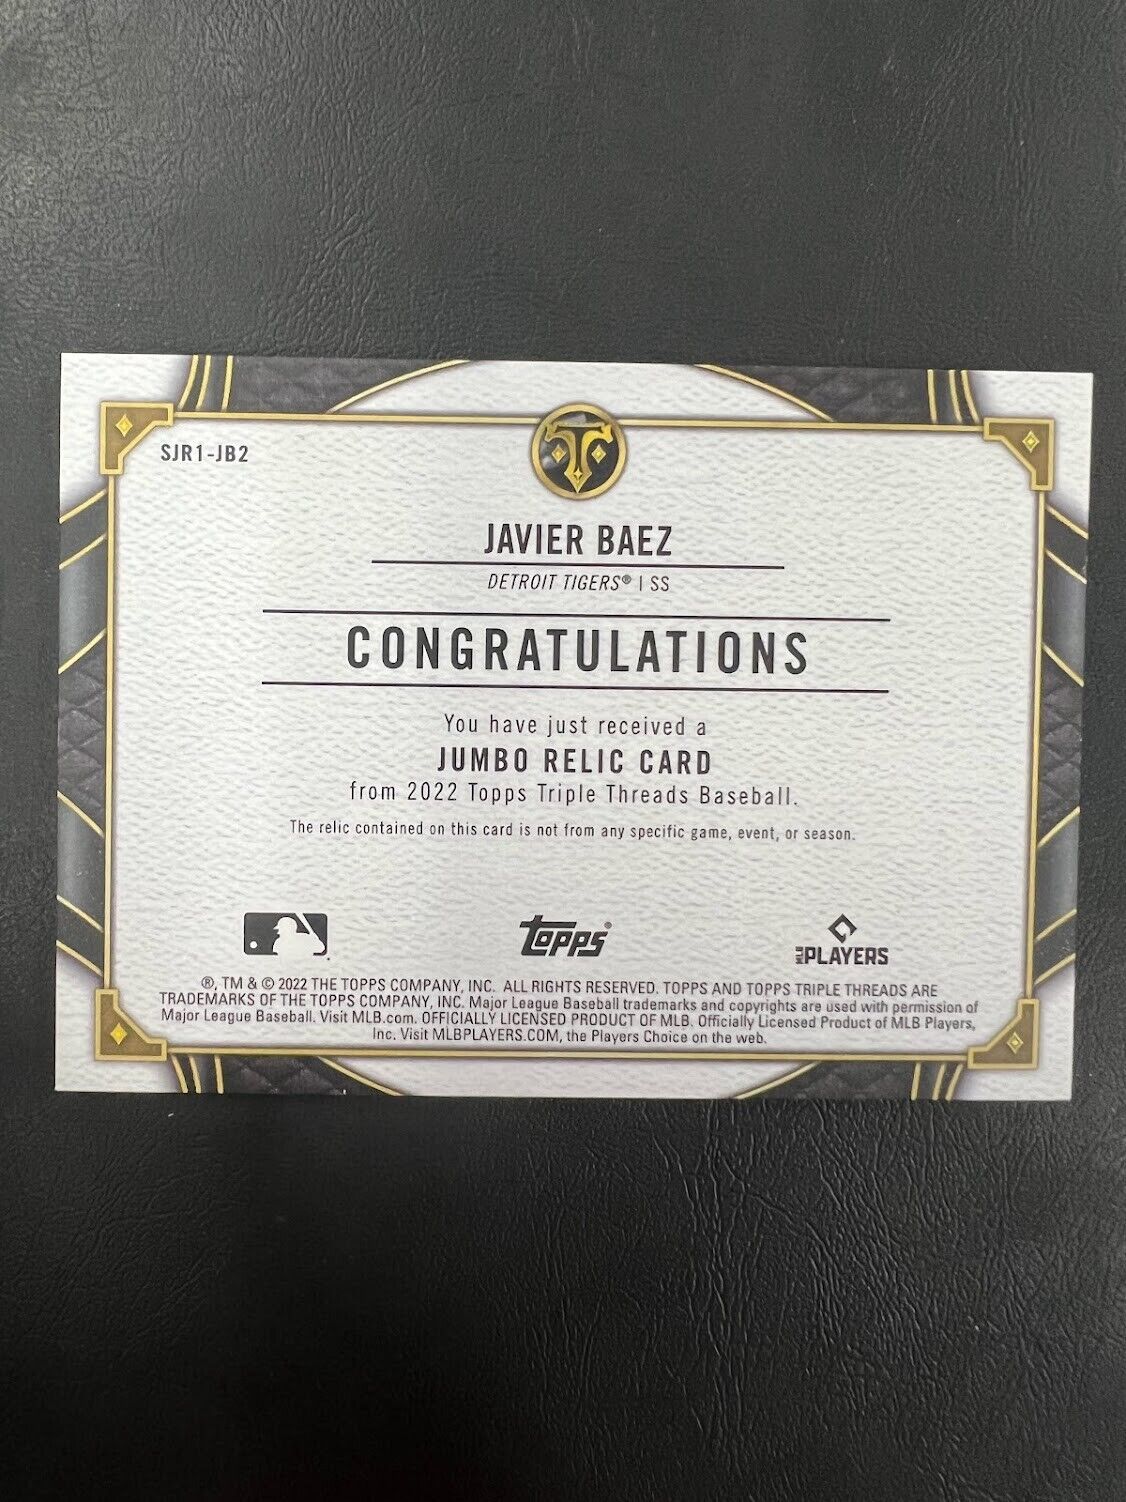 SJR1-JB2
JAVIER BAEZ
DETROIT TIGERS® | SS
CONGRATULATIONS
You have just received a
JUMBO RELIC CARD
from 2022 Topps Triple Threads Baseball.
The relic contained on this card is not from any specific game, event, or season.
topps®
MLB PLAYERS
®, TM & © 2022 THE TOPPS COMPANY, INC. ALL RIGHTS RESERVED. TOPPS AND TOPPS TRIPLE THREADS ARE
TRADEMARKS OF THE TOPPS COMPANY, INC. Major League Baseball trademarks and copyrights are used with permission of
Major League Baseball. Visit MLB.com. OFFICIALLY LICENSED PRODUCT OF MLB. Officially Licensed Product of MLB Players,
Inc. Visit MLBPLAYERS.COM, the Players Choice on the web.